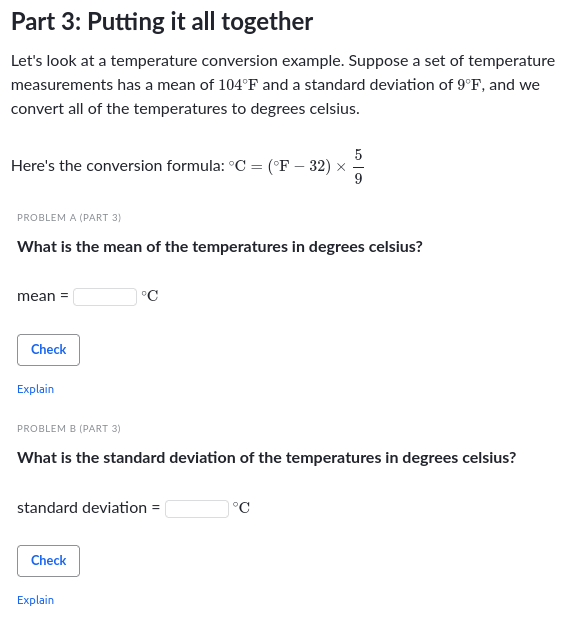 Part 3: Putting it all together
Let's look at a temperature conversion example. Suppose a set of temperature
measurements has a mean of 104°F and a standard deviation of 9°F, and we
convert all of the temperatures to degrees celsius.
Here's the conversion formula: °C = (°F − 32) × 5/9
PROBLEM A (PART 3)
What is the mean of the temperatures in degrees celsius?
mean = °C
Check
Explain
PROBLEM B (PART 3)
What is the standard deviation of the temperatures in degrees celsius?
standard deviation = °C
Check
Explain